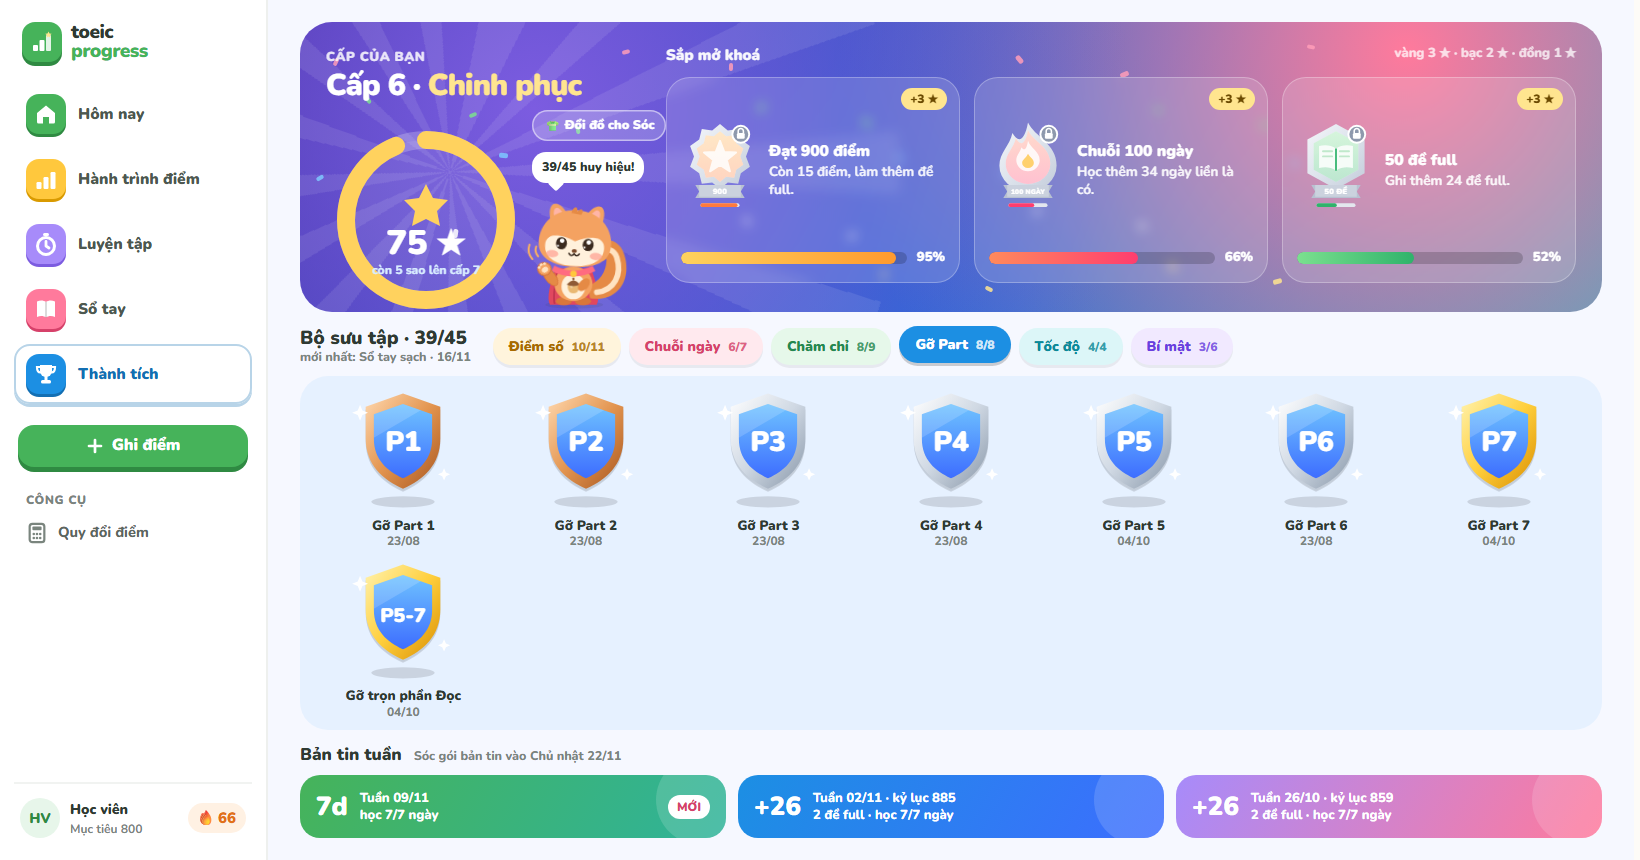 toeic
progress
Hôm nay
Hành trình điểm
Luyện tập
Sổ tay
Thành tích
+ Ghi điểm
CÔNG CỤ
Quy đổi điểm
HV
Học viên
Mục tiêu 800
66
CẤP CỦA BẠN
Cấp 6 · Chinh phục
Đổi đồ cho Sóc
39/45 huy hiệu!
75 ★
còn 5 sao lên cấp 7
Sắp mở khoá
vàng 3 ★ · bạc 2 ★ · đồng 1 ★
+3 ★
900
Đạt 900 điểm
Còn 15 điểm, làm thêm đề
full.
95%
+3 ★
100 NGÀY
Chuỗi 100 ngày
Học thêm 34 ngày liền là
có.
66%
+3 ★
50 ĐỀ
50 đề full
Ghi thêm 24 đề full.
52%
Bộ sưu tập · 39/45
mới nhất: Sổ tay sạch · 16/11
Điểm số 10/11
Chuỗi ngày 6/7
Chăm chỉ 8/9
Gỡ Part 8/8
Tốc độ 4/4
Bí mật 3/6
P1
P2
P3
P4
P5
P6
P7
Gỡ Part 1
Gỡ Part 2
Gỡ Part 3
Gỡ Part 4
Gỡ Part 5
Gỡ Part 6
Gỡ Part 7
23/08
23/08
23/08
23/08
04/10
23/08
04/10
P5-7
Gỡ trọn phần Đọc
04/10
Bản tin tuần
Sóc gói bản tin vào Chủ nhật 22/11
7d
Tuần 09/11
học 7/7 ngày
MỚI
+26
Tuần 02/11 · kỷ lục 885
2 đề full · học 7/7 ngày
+26
Tuần 26/10 · kỷ lục 859
2 đề full · học 7/7 ngày